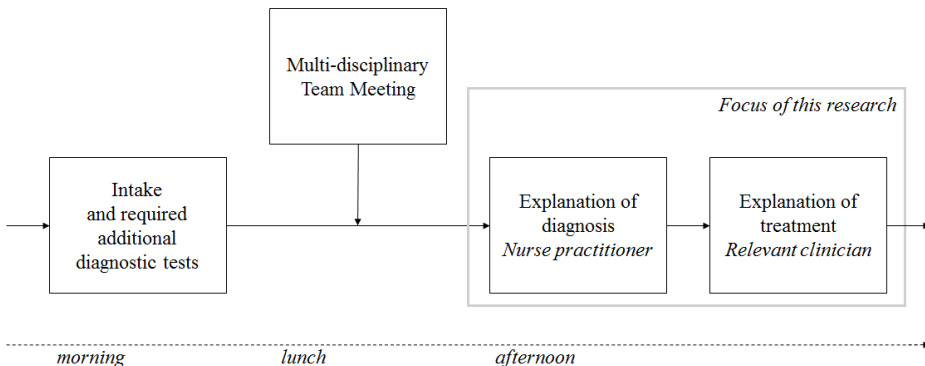 Multi-disciplinary
Team Meeting
Focus of this research
Intake
and required
additional
diagnostic tests
Explanation of
diagnosis
Nurse practitioner
Explanation of
treatment
Relevant clinician
morning
lunch
afternoon